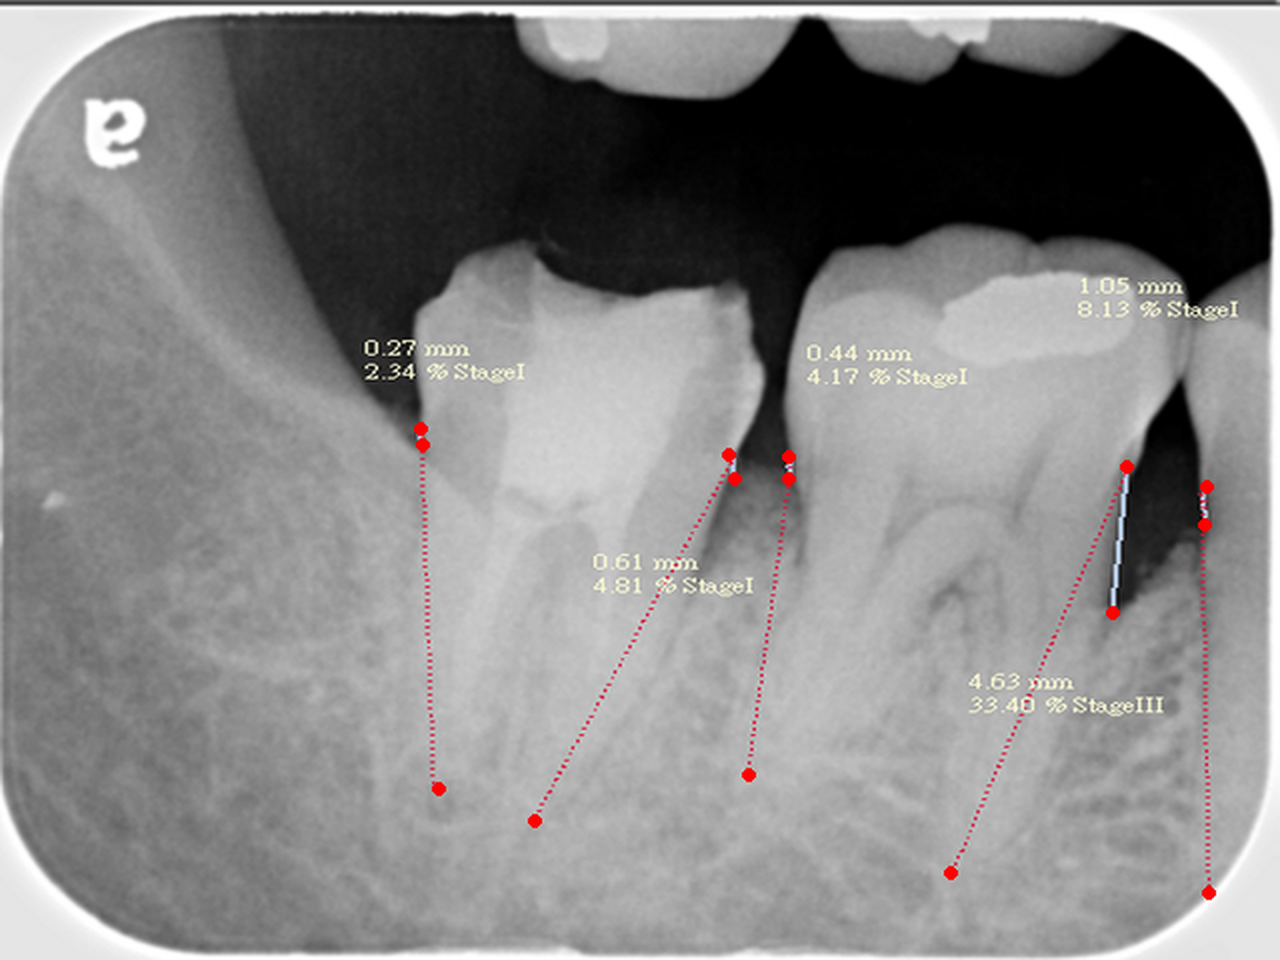 a
1.05 mm
8.13 % StageI
0.27 mm
2.34 % StageI
0.44 mm
4.17 % StageI
0.61 mm
4.81 % StageI
4.63 mm
33.40 % StageIII